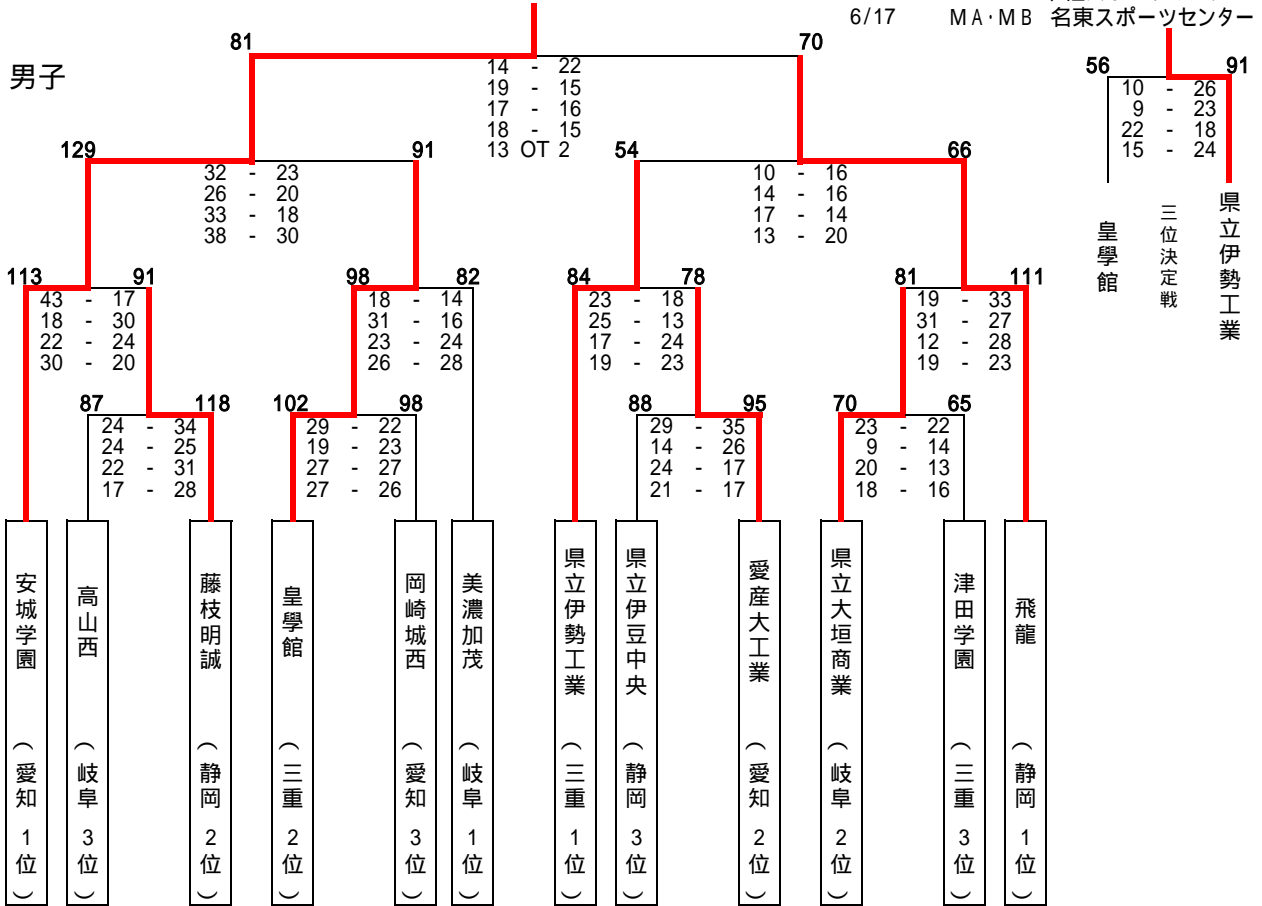 6/17 MA・MB 名東スポーツセンター
男子
81 70
14 - 22
19 - 15
17 - 16
18 - 15
13 OT 2
56 91
10 - 26
9 - 23
22 - 18
15 - 24
皇學館
三位決定戦
県立伊勢工業
129 91
32 - 23
26 - 20
33 - 18
38 - 30
54 66
10 - 16
14 - 16
17 - 14
13 - 20
113 91
43 - 17
18 - 30
22 - 24
30 - 20
98 82
18 - 14
31 - 16
23 - 24
26 - 28
84 78
23 - 18
25 - 13
17 - 24
19 - 23
81 111
19 - 33
31 - 27
12 - 28
19 - 23
87 118
24 - 34
24 - 25
22 - 31
17 - 28
102 98
29 - 22
19 - 23
27 - 27
27 - 26
88 95
29 - 35
14 - 26
24 - 17
21 - 17
70 65
23 - 22
9 - 14
20 - 13
18 - 16
安城学園 (愛知 1位)
高山西 (岐阜 3位)
藤枝明誠 (静岡 2位)
皇學館 (三重 2位)
岡崎城西 (愛知 3位)
美濃加茂 (岐阜 1位)
県立伊勢工業 (三重 1位)
県立伊豆中央 (静岡 3位)
愛産大工業 (愛知 2位)
県立大垣商業 (岐阜 2位)
津田学園 (三重 3位)
飛龍 (静岡 1位)